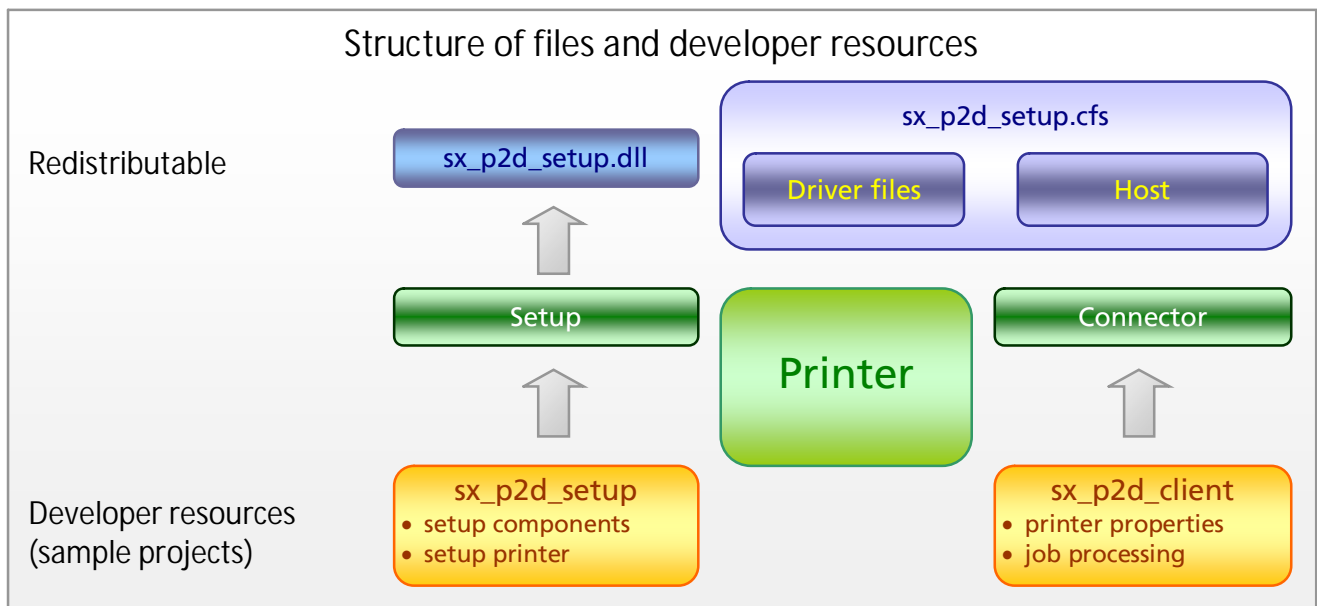 Structure of files and developer resources
Redistributable
sx_p2d_setup.dll
sx_p2d_setup.cfs
Driver files
Host
Setup
Printer
Connector
Developer resources
(sample projects)
sx_p2d_setup
• setup components
• setup printer
sx_p2d_client
• printer properties
• job processing